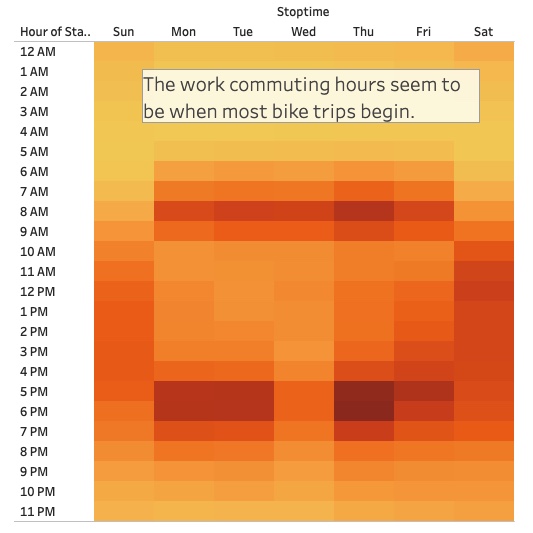 Stoptime
Hour of Sta.. Sun Mon Tue Wed Thu Fri Sat
12 AM
1 AM
The work commuting hours seem to
2 AM
be when most bike trips begin.
3 AM
4 AM
5 AM
6 AM
7 AM
8 AM
9 AM
10 AM
11 AM
12 PM
1 PM
2 PM
3 PM
4 PM
5 PM
6 PM
7 PM
8 PM
9 PM
10 PM
11 PM